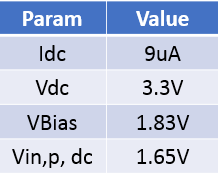 Param Value
Idc 9uA
Vdc 3.3V
VBias 1.83V
Vin,p, dc 1.65V